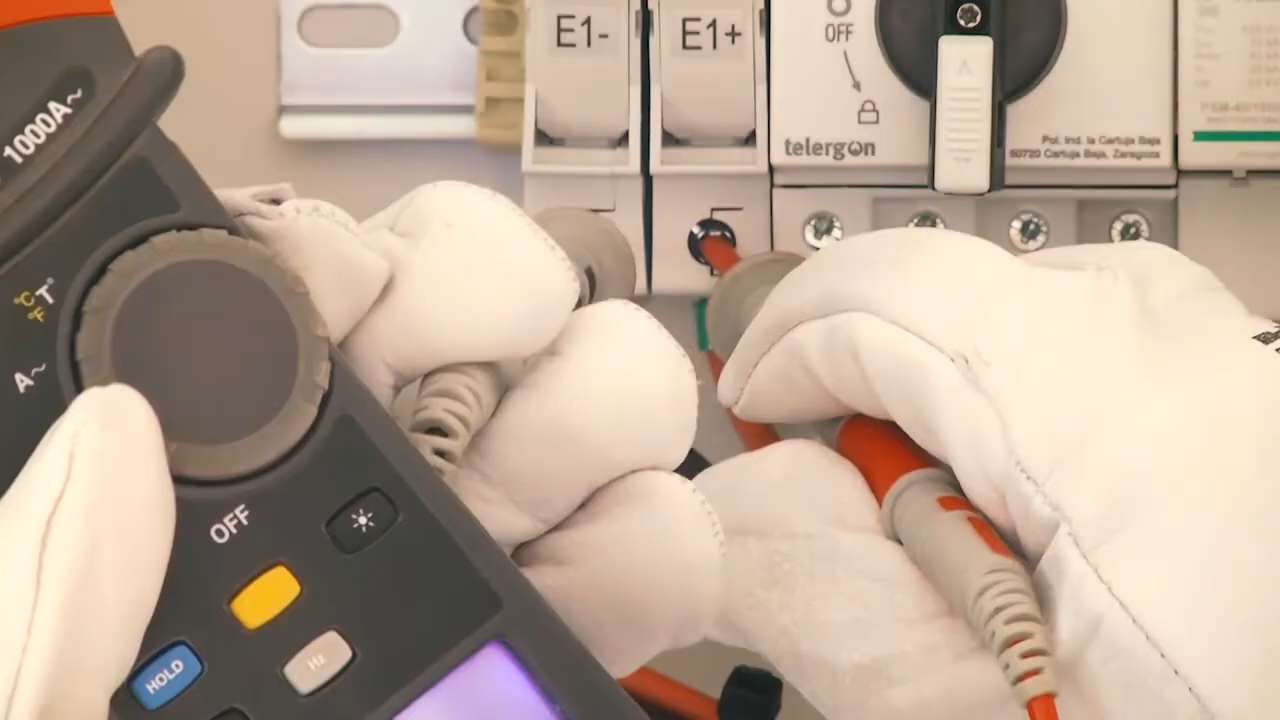 1000A~
°C
°F
T°
A~
OFF
HOLD
Hz
E1-
E1+
OFF
telergon
Pol. Ind. la Cartuja Baja
50720 Cartuja Baja, Zaragoza